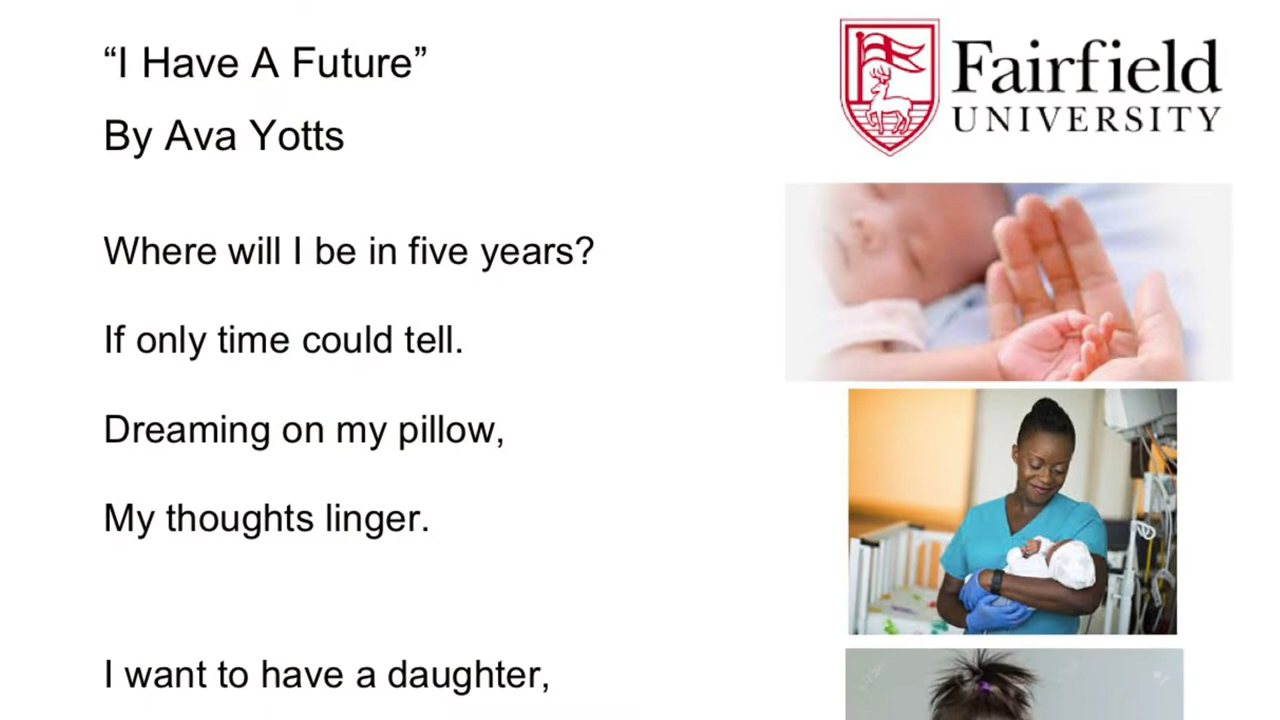 “I Have A Future”
By Ava Yotts
Where will I be in five years?
If only time could tell.
Dreaming on my pillow,
My thoughts linger.
I want to have a daughter,
Fairfield
UNIVERSITY